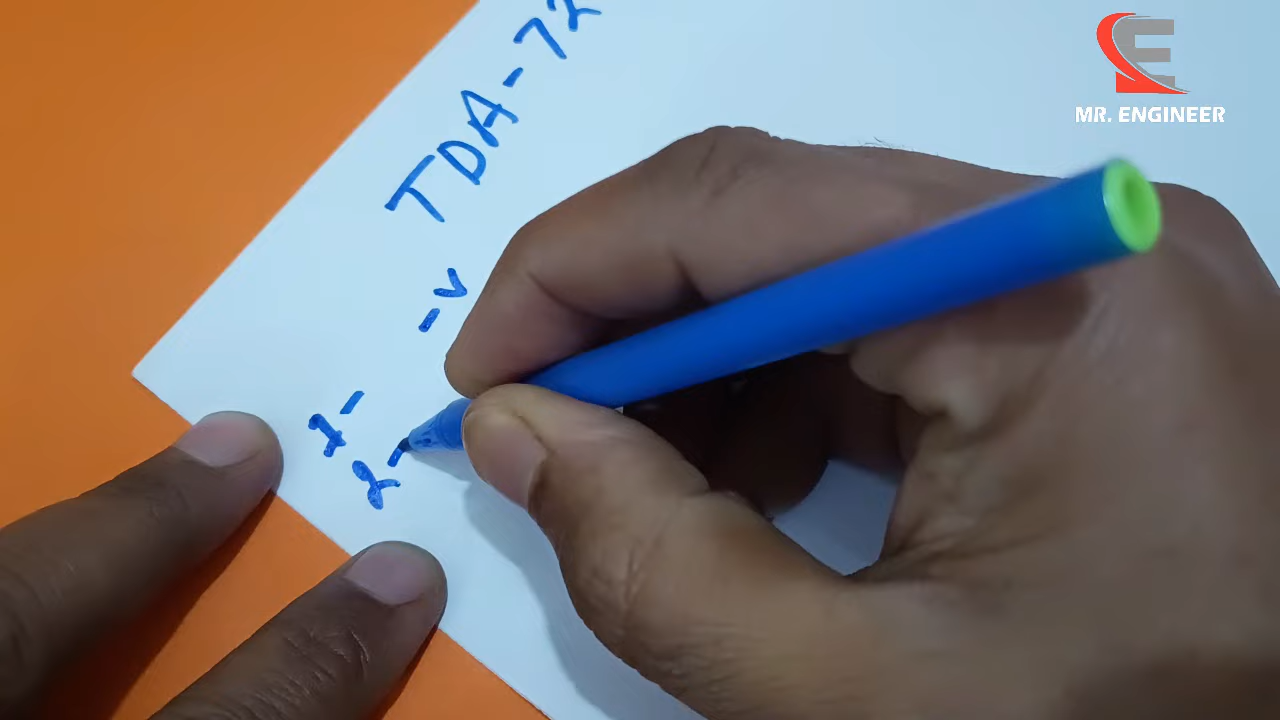 TDA-72
-V
1-
2-
MR. ENGINEER